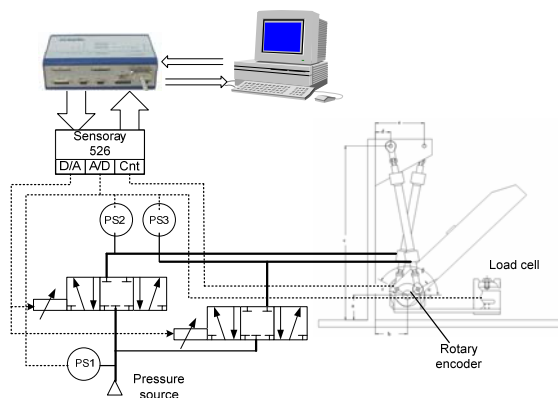 Sensoray
526
D/A A/D Cnt
PS2 PS3
Load cell
PS1
Rotary
encoder
Pressure
source